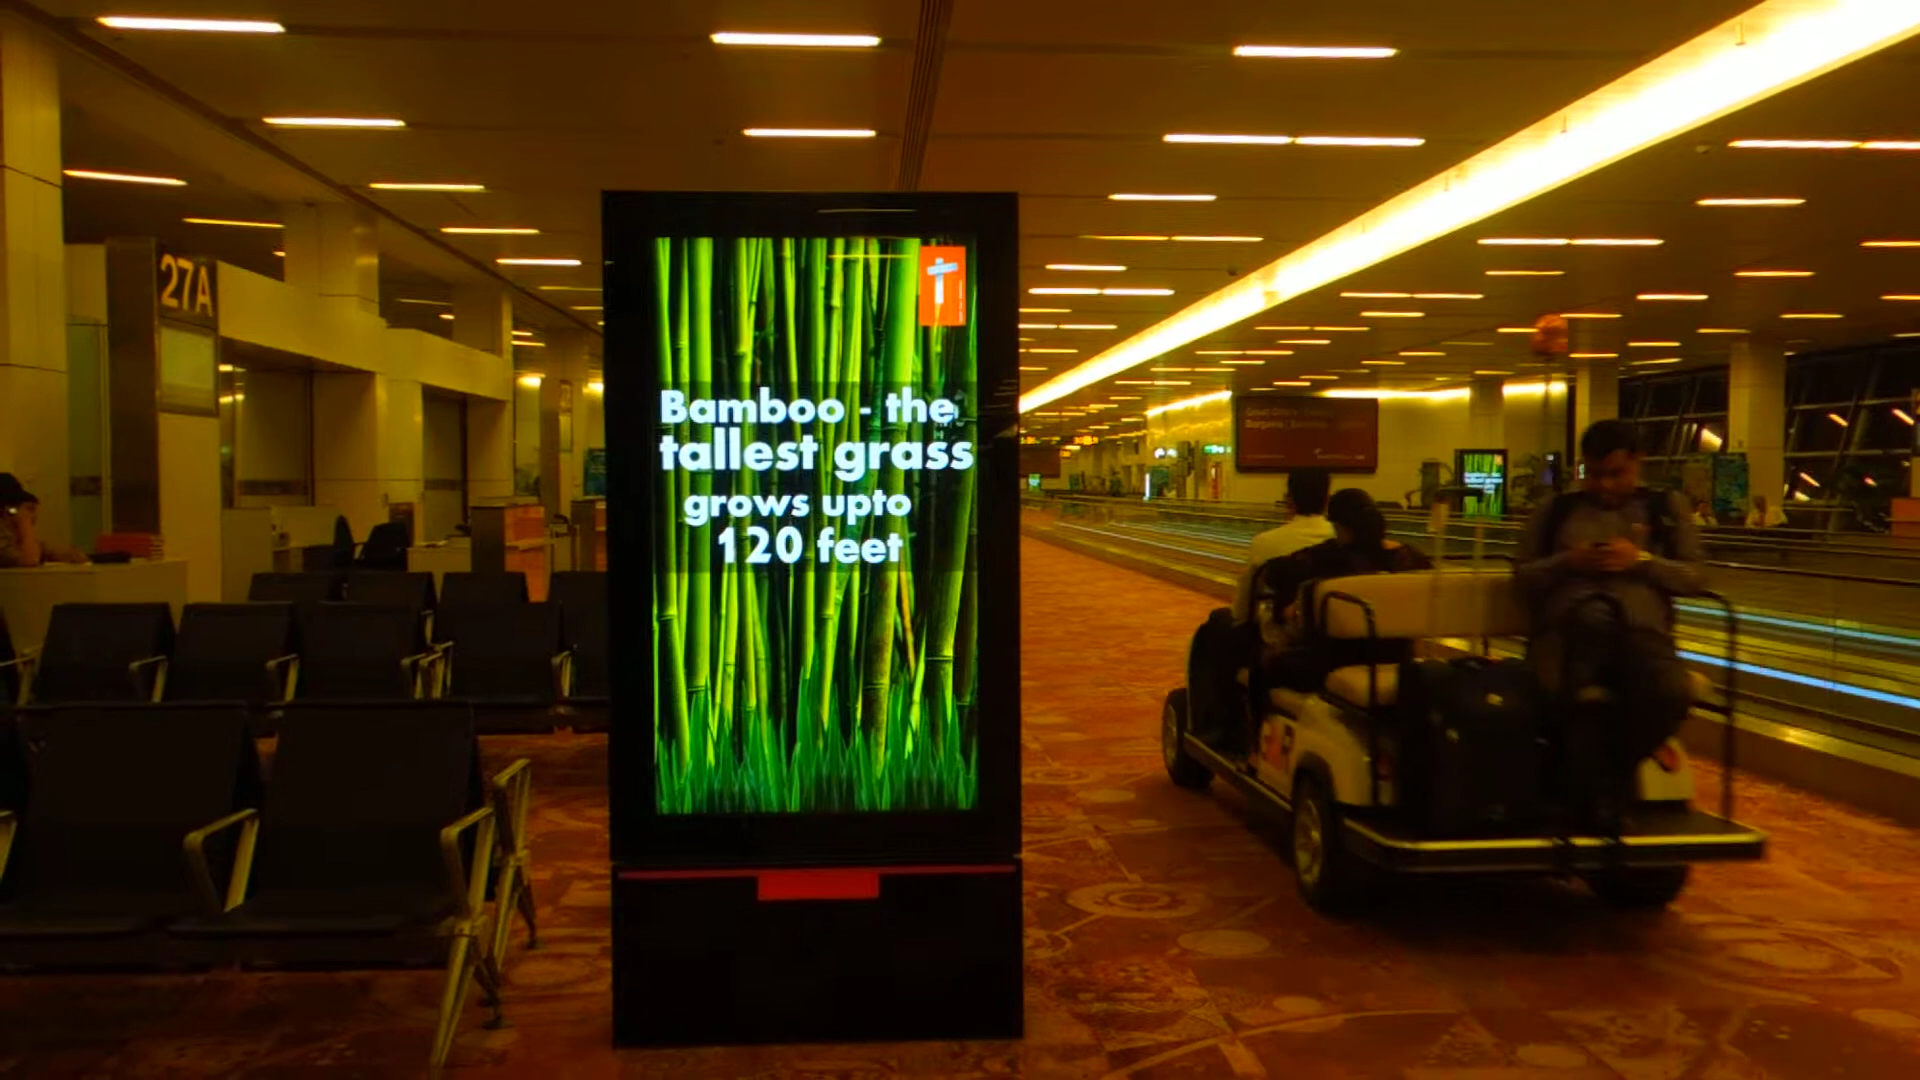 27A
Bamboo - the
tallest grass
grows upto
120 feet